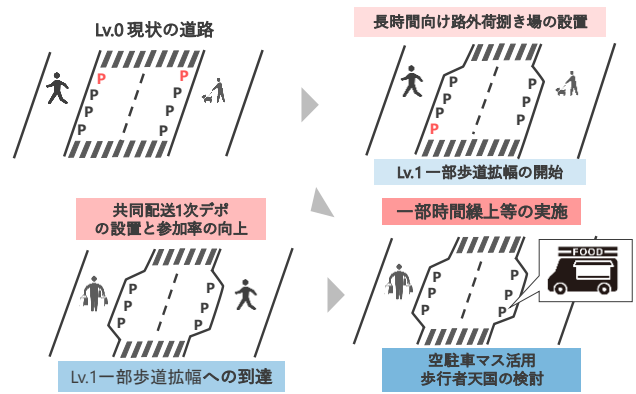 Lv.0 現状の道路
P
P
P
P
P
P
P
P
長時間向け路外荷捌き場の設置
P
P
P
P
P
P
Lv.1 一部歩道拡幅の開始
共同配送1次デポ
の設置と参加率の向上
P
P
P
P
P
P
Lv.1一部歩道拡幅への到達
一部時間繰上等の実施
P
P
P
P
P
P
FOOD
空駐車マス活用
歩行者天国の検討